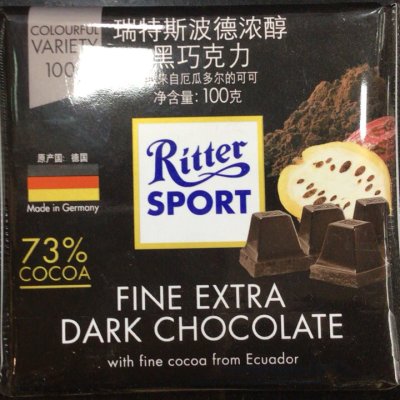 COLOURFUL
VARIETY
100
瑞特斯波德浓醇
黑巧克力
来自厄瓜多尔的可可
净含量: 100克
原产国: 德国
Made in Germany
Ritter
SPORT
73%
COCOA
FINE EXTRA
DARK CHOCOLATE
with fine cocoa from Ecuador